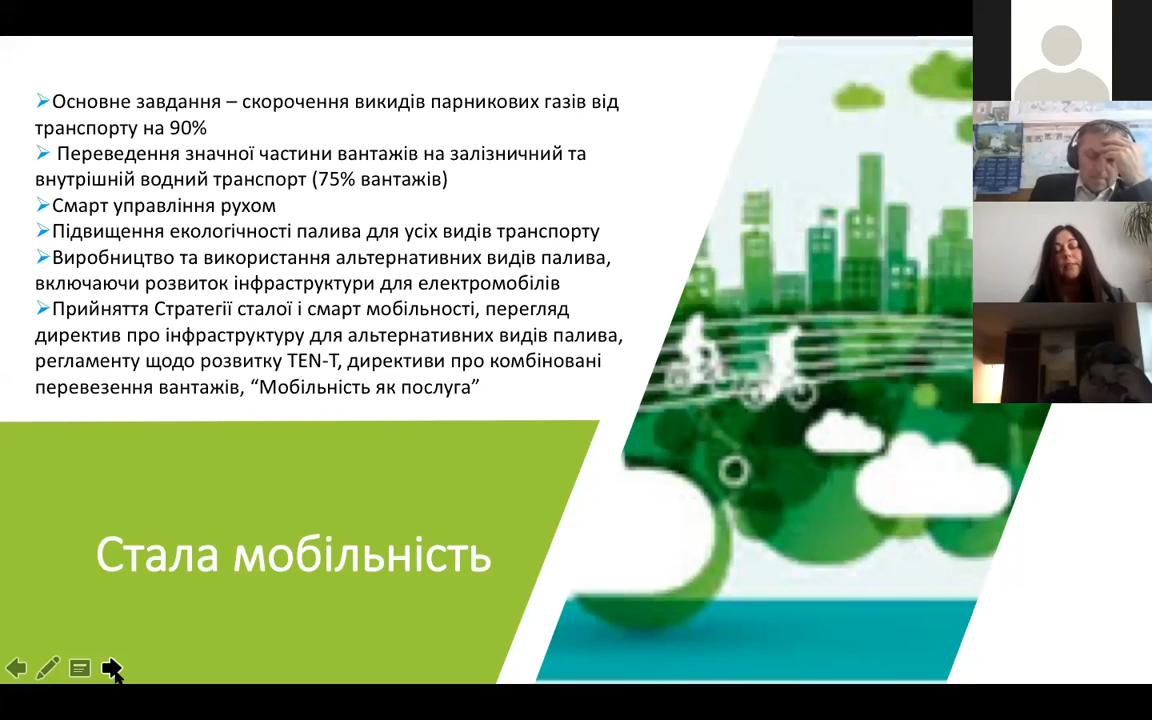 ➢Основне завдання – скорочення викидів парникових газів від
транспорту на 90%
➢ Переведення значної частини вантажів на залізничний та
внутрішній водний транспорт (75% вантажів)
➢Смарт управління рухом
➢Підвищення екологічності палива для усіх видів транспорту
➢Виробництво та використання альтернативних видів палива,
включаючи розвиток інфраструктури для електромобілів
➢Прийняття Стратегії сталої і смарт мобільності, перегляд
директив про інфраструктуру для альтернативних видів палива,
регламенту щодо розвитку TEN-T, директиви про комбіновані
перевезення вантажів, “Мобільність як послуга”
Стала мобільність